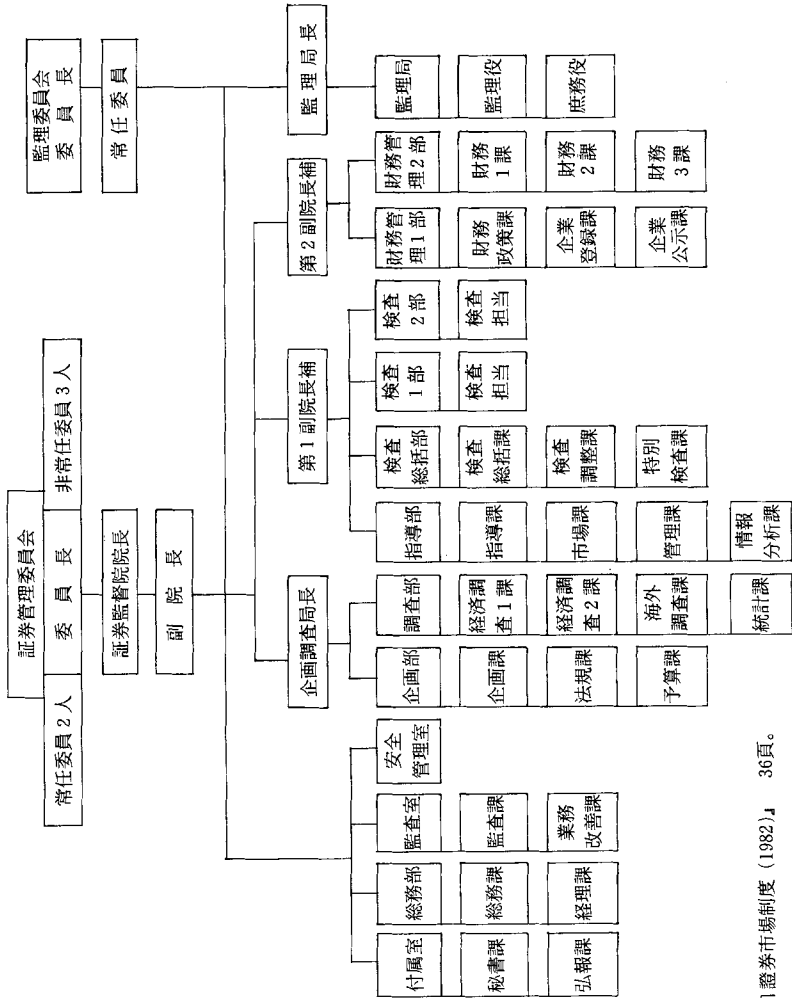 証券管理委員会
常任委員2人
委員長
非常任委員3人
証券監督院院長
副院長
監理委員会
委員長
常任委員
企画調査局長
第1副院長補
第2副院長補
監理局長
付属室
秘書課
弘報課
総務部
総務課
経理課
監査室
監査課
業務
改善課
安全
管理室
企画部
企画課
法規課
予算課
調査部
経済調
査1課
経済調
査2課
海外
調査課
統計課
指導部
指導課
市場課
管理課
情報
分析課
検査
総括部
検査
総括課
検査
調整課
特別
検査課
検査
1部
検査
担当
検査
2部
検査
担当
財務管
理1部
財務
政策課
企業
登録課
企業
公示課
財務管
理2部
財務
1課
財務
2課
財務
3課
監理局
監理役
庶務役
證券市場制度(1982)』 36頁。